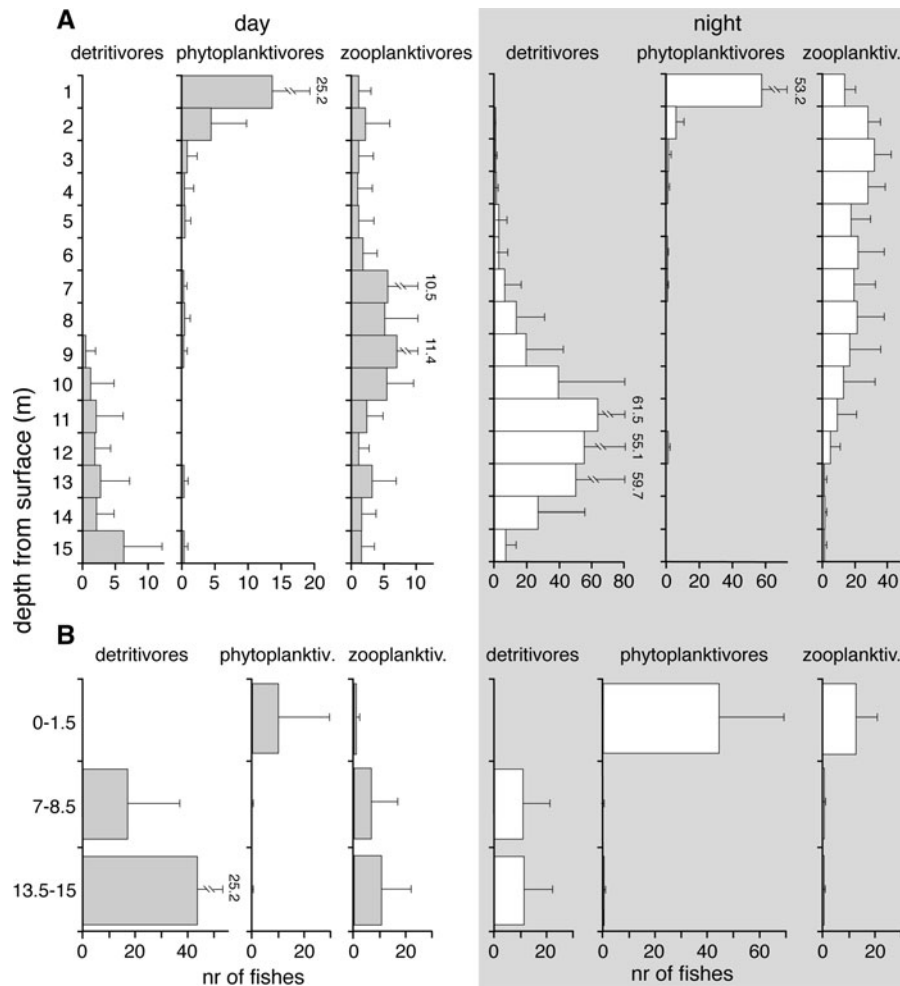 A
day
night
detritivores phytoplanktivores zooplanktivores
detritivores phytoplanktivores zooplanktiv.
depth from surface (m)
1
2
3
4
5
6
7
8
9
10
11
12
13
14
15
25.2
10.5
11.4
53.2
61.5
55.1
59.7
0 5 10
0 5 10 15 20
0 5 10
0 20 40 60 80
0 20 40 60
0 20 40
B
detritivores phytoplanktiv. zooplanktiv.
detritivores phytoplanktivores zooplanktiv.
0-1.5
7-8.5
13.5-15
25.2
0 20 40
0 20
0 20
0 20
0 20 40 60
0 20
nr of fishes
nr of fishes